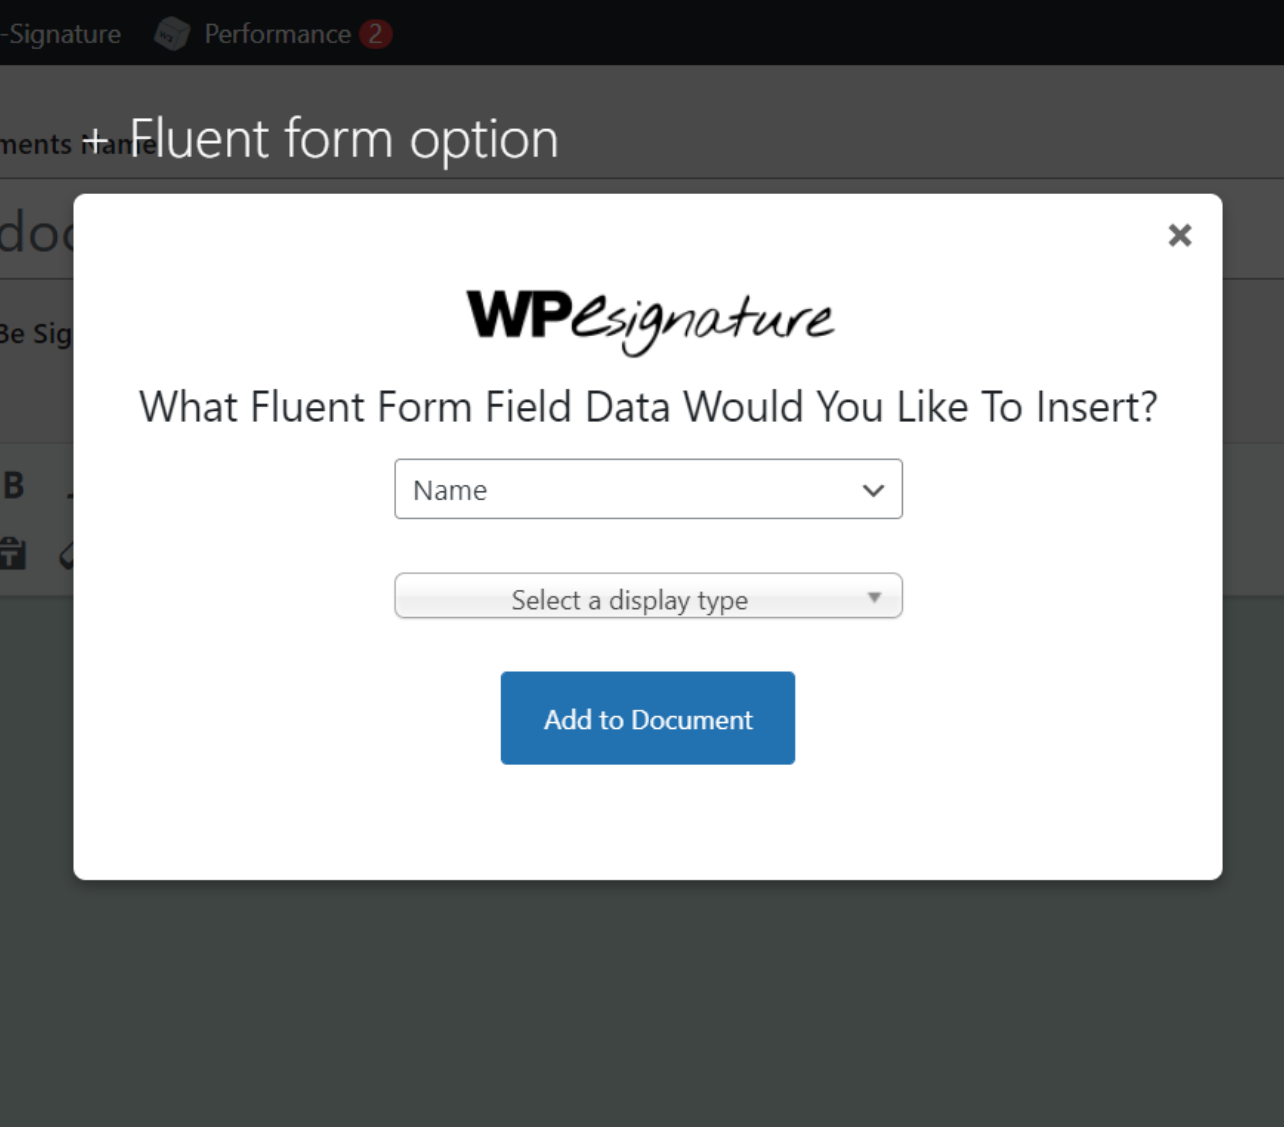 -Signature Performance 2
ments Name
+ Fluent form option
doc
WPesignature
Be Sig
What Fluent Form Field Data Would You Like To Insert?
Name
B
Select a display type
Add to Document